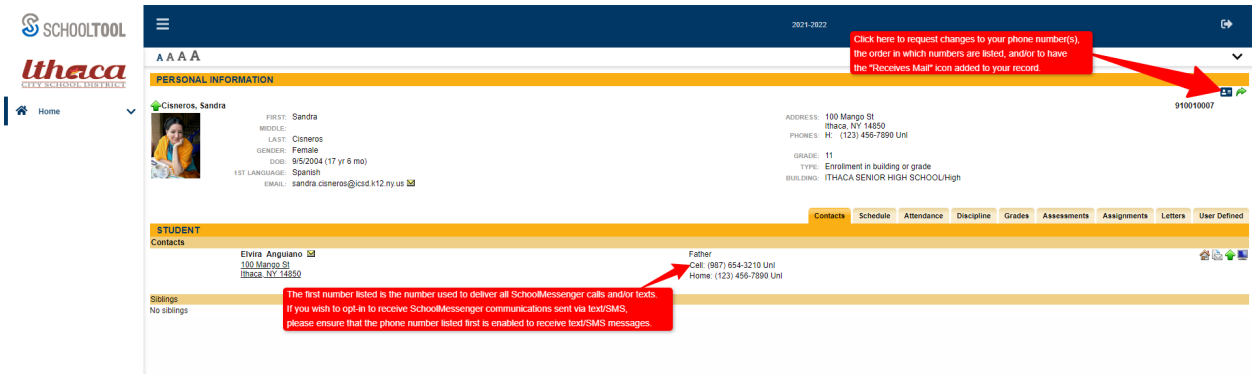 SCHOOLTOOL
2021-2022
Ithaca
CITY SCHOOL DISTRICT
Home
A A A A
Click here to request changes to your phone number(s),
the order in which numbers are listed, and/or to have
the "Receives Mail" icon added to your record.
PERSONAL INFORMATION
Cisneros, Sandra
910010007
FIRST: Sandra
MIDDLE:
LAST: Cisneros
GENDER: Female
DOB: 9/5/2004 (17 yr 6 mo)
1ST LANGUAGE: Spanish
EMAIL: sandra.cisneros@icsd.k12.ny.us
ADDRESS: 100 Mango St
Ithaca, NY 14850
PHONES: H: (123) 456-7890 Unl
GRADE: 11
TYPE: Enrollment in building or grade
BUILDING: ITHACA SENIOR HIGH SCHOOL/High
Contacts Schedule Attendance Discipline Grades Assessments Assignments Letters User Defined
STUDENT
Contacts
Elvira Anguiano
100 Mango St
Ithaca, NY 14850
Father
Cell: (987) 654-3210 Unl
Home: (123) 456-7890 Unl
Siblings
No siblings
The first number listed is the number used to deliver all SchoolMessenger calls and/or texts.
If you wish to opt-in to receive SchoolMessenger communications sent via text/SMS,
please ensure that the phone number listed first is enabled to receive text/SMS messages.